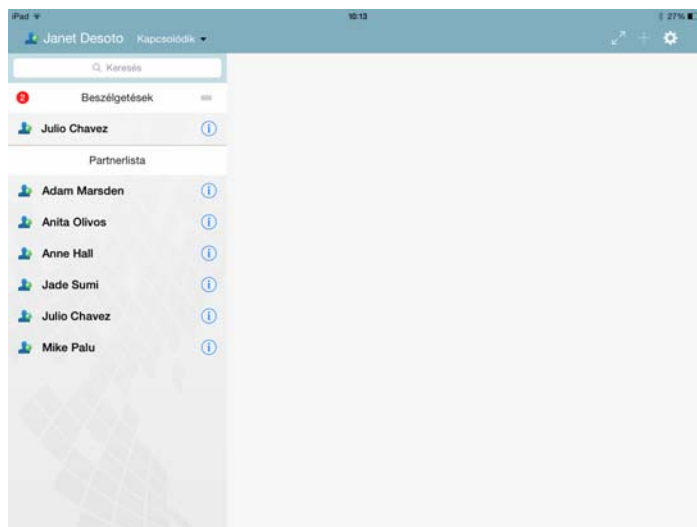 iPad 10:13 27%
Janet Desoto Kapcsolódik
Keresés
2 Beszélgetések
Julio Chavez
Partnerlista
Adam Marsden
Anita Olivos
Anne Hall
Jade Sumi
Julio Chavez
Mike Palu